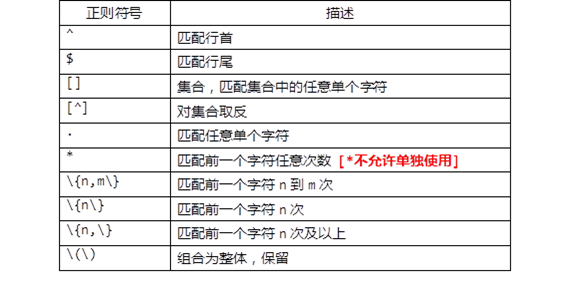 正则符号 描述
^ 匹配行首
$ 匹配行尾
[] 集合，匹配集合中的任意单个字符
[^] 对集合取反
. 匹配任意单个字符
* 匹配前一个字符任意次数 [*不允许单独使用]
\{n,m\} 匹配前一个字符 n 到 m 次
\{n\} 匹配前一个字符 n 次
\{n,\} 匹配前一个字符 n 次及以上
\(\) 组合为整体，保留